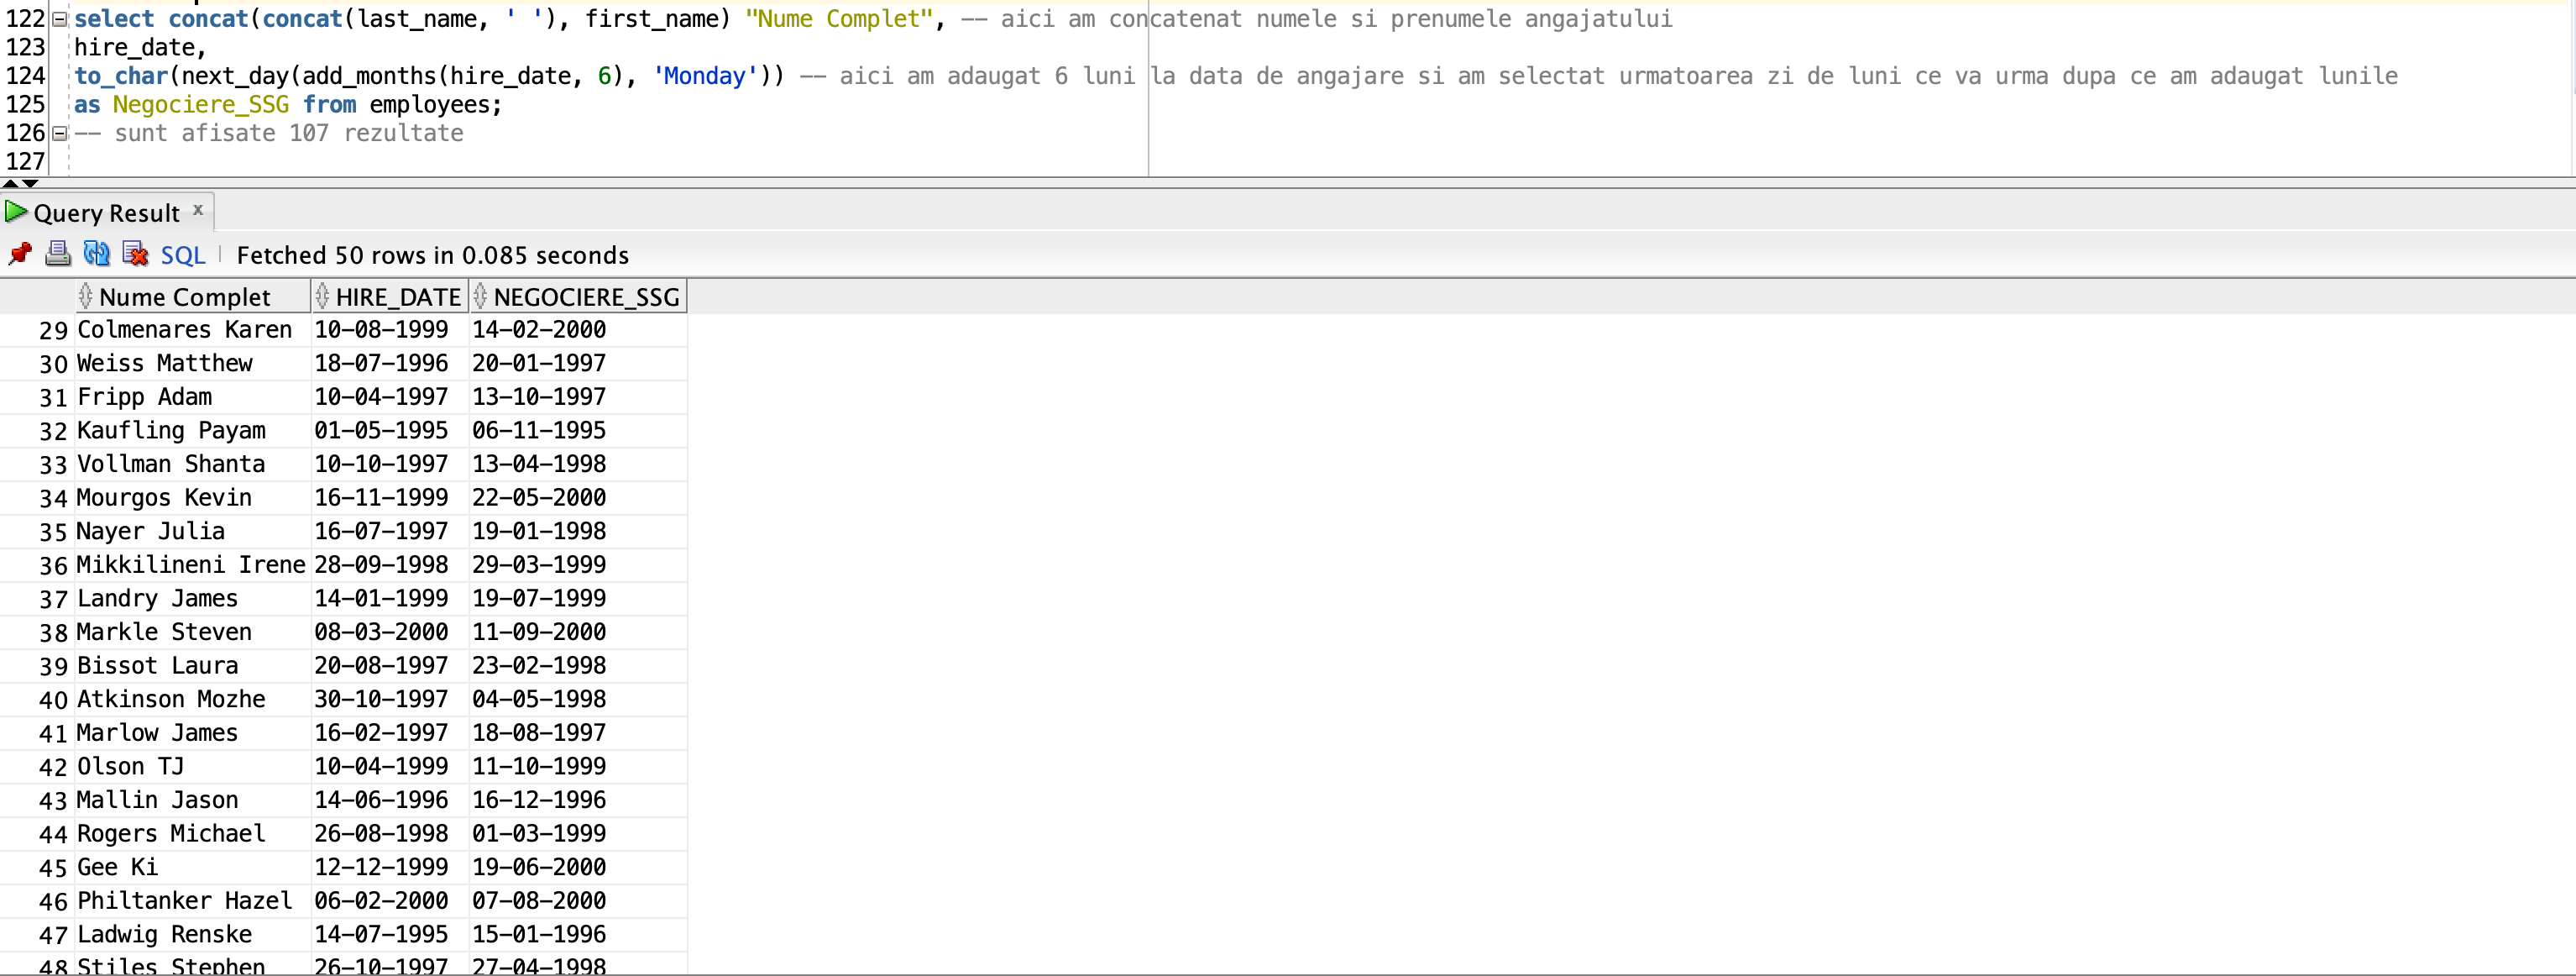 122 select concat(concat(last_name, ' '), first_name) "Nume Complet", -- aici am concatenat numele si prenumele angajatului
123 hire_date,
124 to_char(next_day(add_months(hire_date, 6), 'Monday')) -- aici am adaugat 6 luni la data de angajare si am selectat urmatoarea zi de luni ce va urma dupa ce am adaugat lunile
125 as Negociere_SSG from employees;
126 -- sunt afisate 107 rezultate
127
Query Result x
SQL | Fetched 50 rows in 0.085 seconds
Nume Complet HIRE_DATE NEGOCIERE_SSG
29 Colmenares Karen 10-08-1999 14-02-2000
30 Weiss Matthew 18-07-1996 20-01-1997
31 Fripp Adam 10-04-1997 13-10-1997
32 Kaufling Payam 01-05-1995 06-11-1995
33 Vollman Shanta 10-10-1997 13-04-1998
34 Mourgos Kevin 16-11-1999 22-05-2000
35 Nayer Julia 16-07-1997 19-01-1998
36 Mikkilineni Irene 28-09-1998 29-03-1999
37 Landry James 14-01-1999 19-07-1999
38 Markle Steven 08-03-2000 11-09-2000
39 Bissot Laura 20-08-1997 23-02-1998
40 Atkinson Mozhe 30-10-1997 04-05-1998
41 Marlow James 16-02-1997 18-08-1997
42 Olson TJ 10-04-1999 11-10-1999
43 Mallin Jason 14-06-1996 16-12-1996
44 Rogers Michael 26-08-1998 01-03-1999
45 Gee Ki 12-12-1999 19-06-2000
46 Philtanker Hazel 06-02-2000 07-08-2000
47 Ladwig Renske 14-07-1995 15-01-1996
48 Stiles Stephen 26-10-1997 27-04-1998